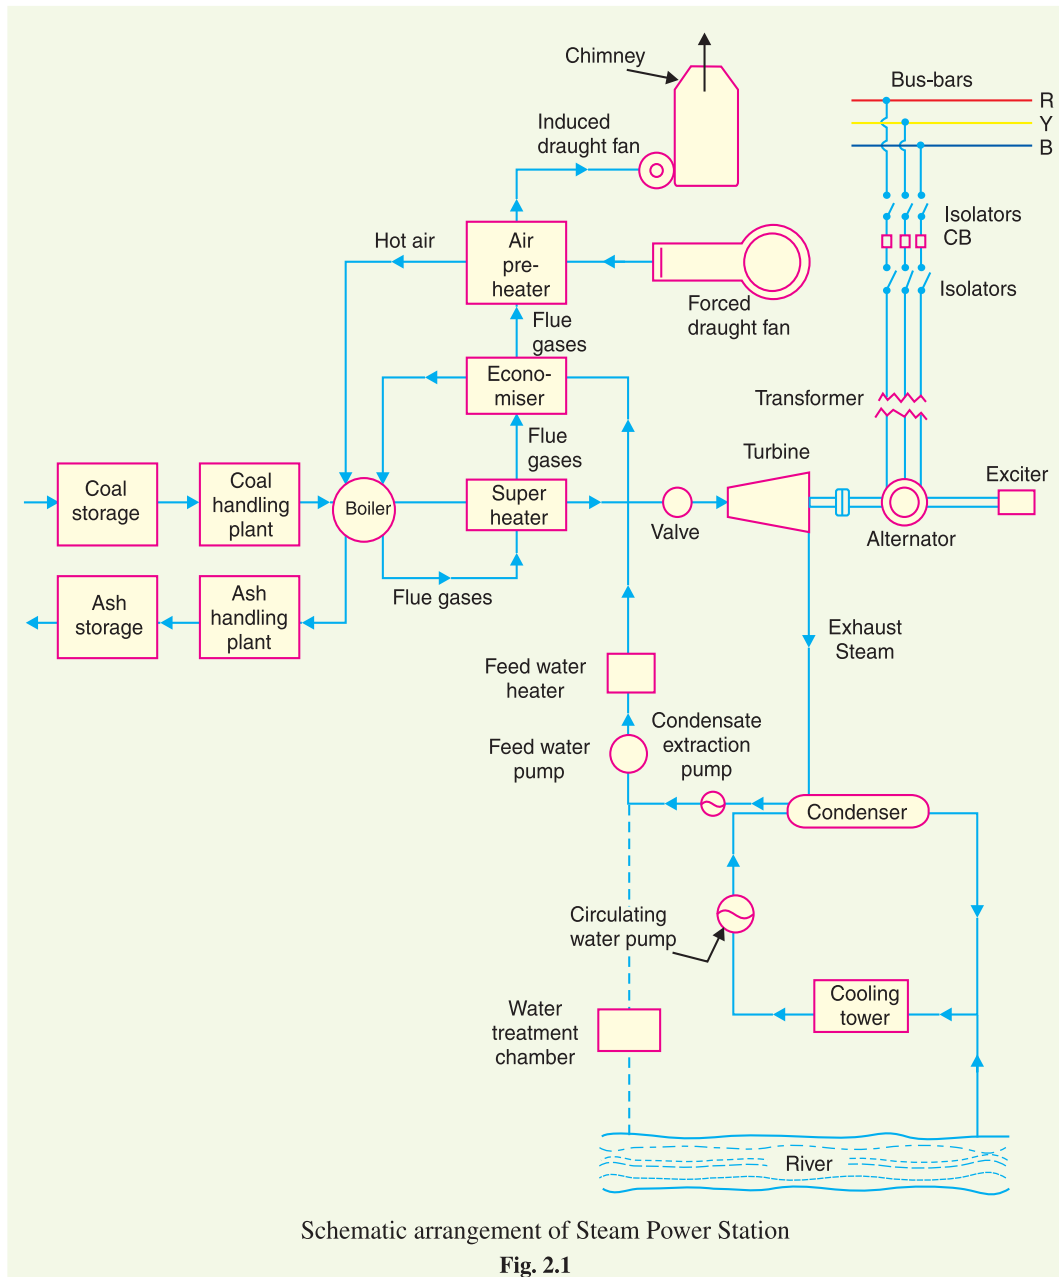 Chimney
Bus-bars
R
Y
B
Induced
draught fan
Isolators
CB
Hot air
Air
pre-
heater
Isolators
Forced
draught fan
Flue
gases
Econo-
miser
Transformer
Flue
gases
Turbine
Coal
storage
Coal
handling
plant
Boiler
Super
heater
Valve
Exciter
Alternator
Flue gases
Ash
storage
Ash
handling
plant
Exhaust
Steam
Feed water
heater
Condensate
extraction
pump
Feed water
pump
Condenser
Circulating
water pump
Cooling
tower
Water
treatment
chamber
River
Schematic arrangement of Steam Power Station
Fig. 2.1